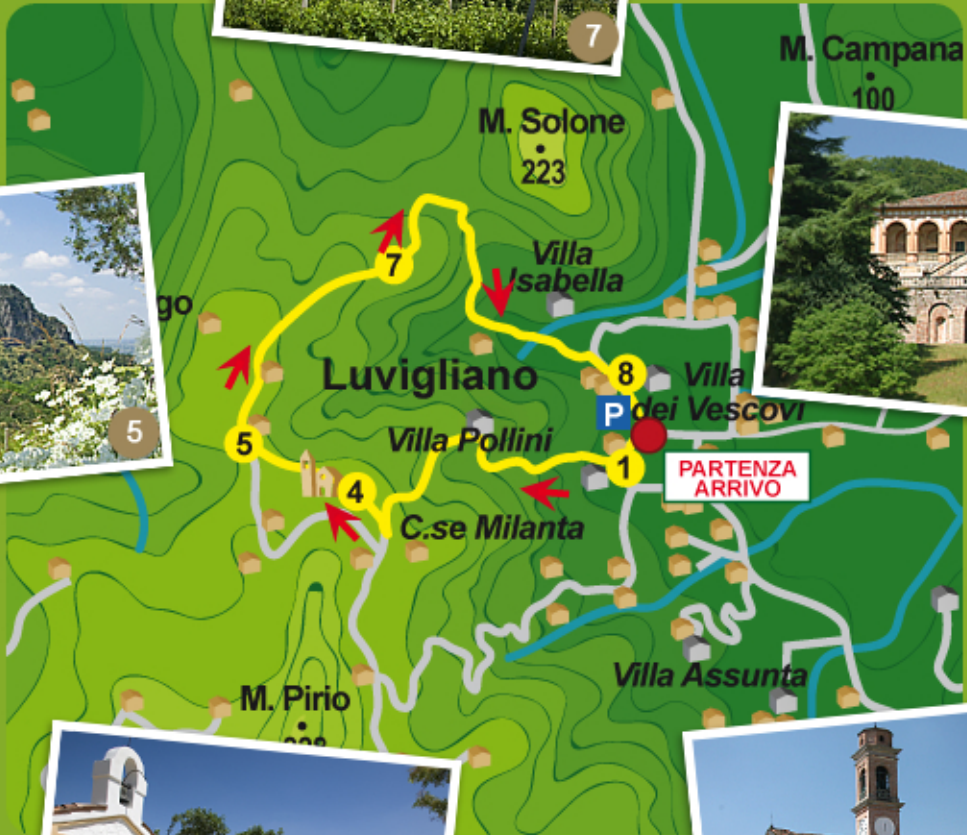 7
M. Campana
100
M. Solone
223
Villa
Isabella
7
go
Luvigliano
8
Villa
dei Vescovi
P
5
5
Villa Pollini
1
PARTENZA
ARRIVO
4
C.se Milanta
Villa Assunta
M. Pirio